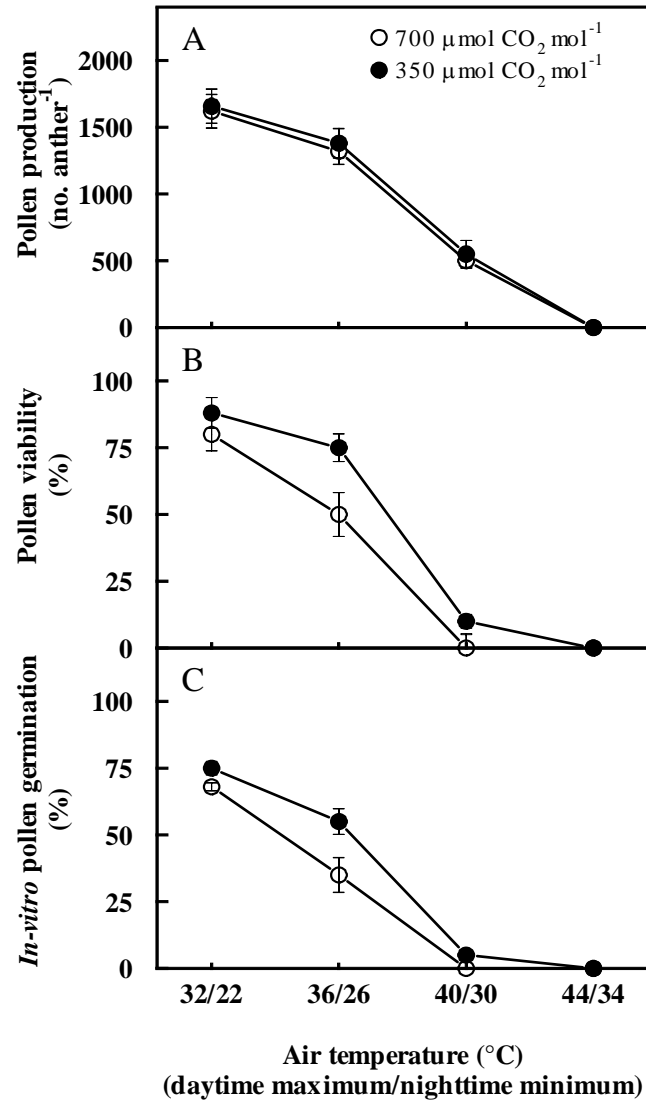 A
700 μmol CO₂ mol⁻¹
350 μmol CO₂ mol⁻¹
Pollen production
(no. anther⁻¹)
2000
1500
1000
500
0
B
Pollen viability
(%)
100
75
50
25
0
C
In-vitro pollen germination
(%)
100
75
50
25
0
32/22 36/26 40/30 44/34
Air temperature (°C)
(daytime maximum/nighttime minimum)